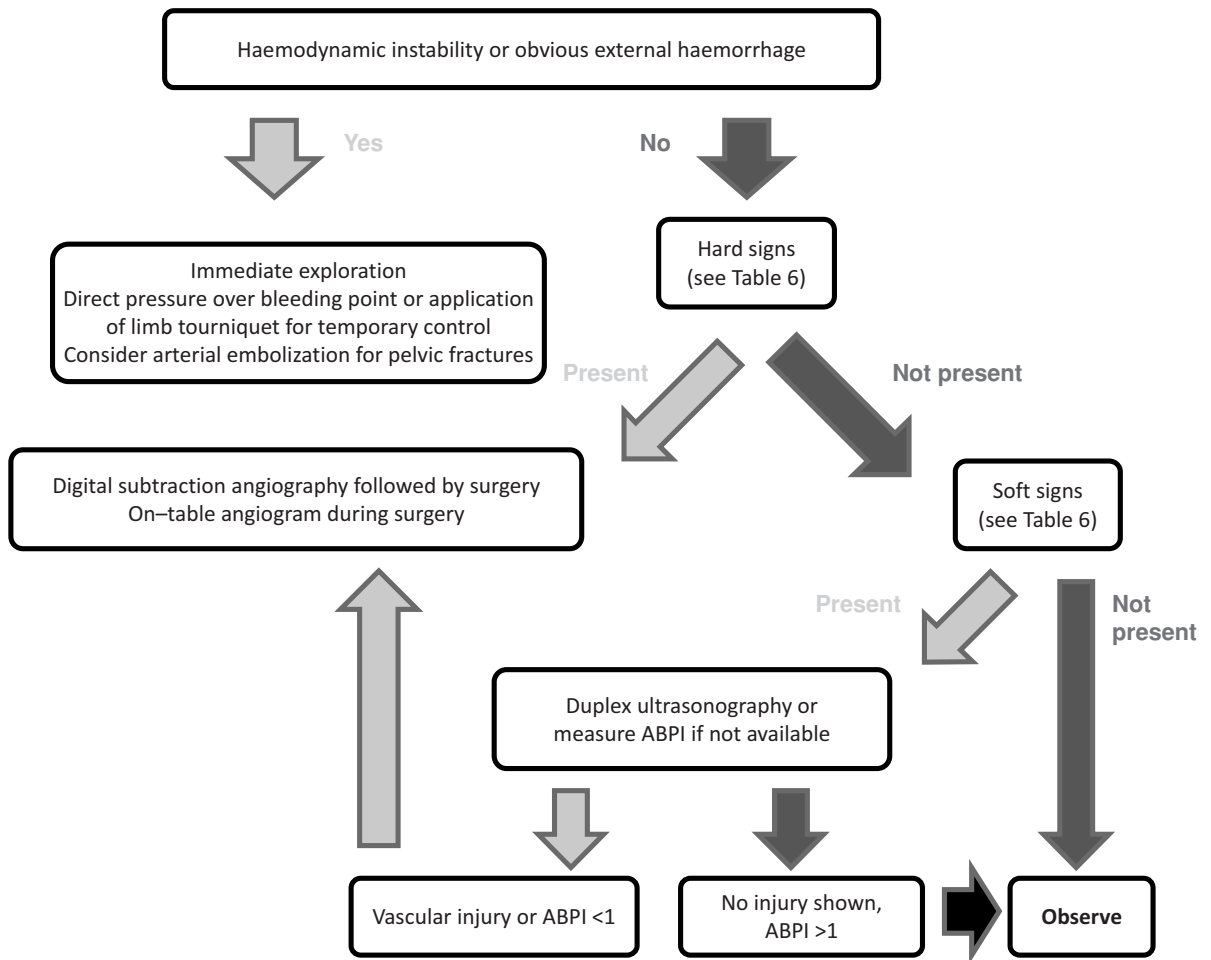 Haemodynamic instability or obvious external haemorrhage
Yes
No
Immediate exploration
Direct pressure over bleeding point or application
of limb tourniquet for temporary control
Consider arterial embolization for pelvic fractures
Hard signs
(see Table 6)
Present
Not present
Digital subtraction angiography followed by surgery
On–table angiogram during surgery
Soft signs
(see Table 6)
Present
Not
present
Duplex ultrasonography or
measure ABPI if not available
Vascular injury or ABPI <1
No injury shown,
ABPI >1
Observe